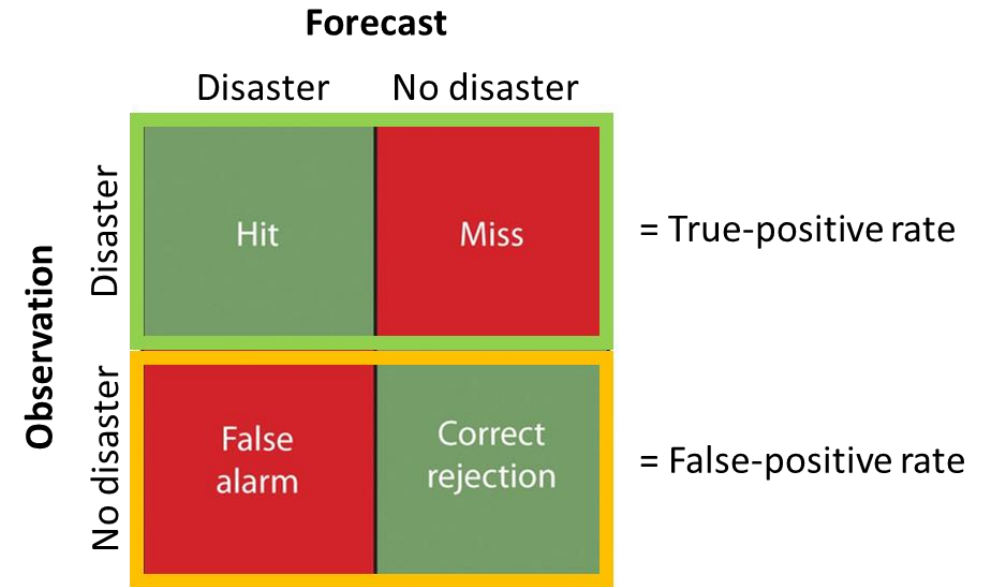 Forecast
Disaster No disaster
Observation
Disaster
Hit
Miss
= True-positive rate
No disaster
False
alarm
Correct
rejection
= False-positive rate